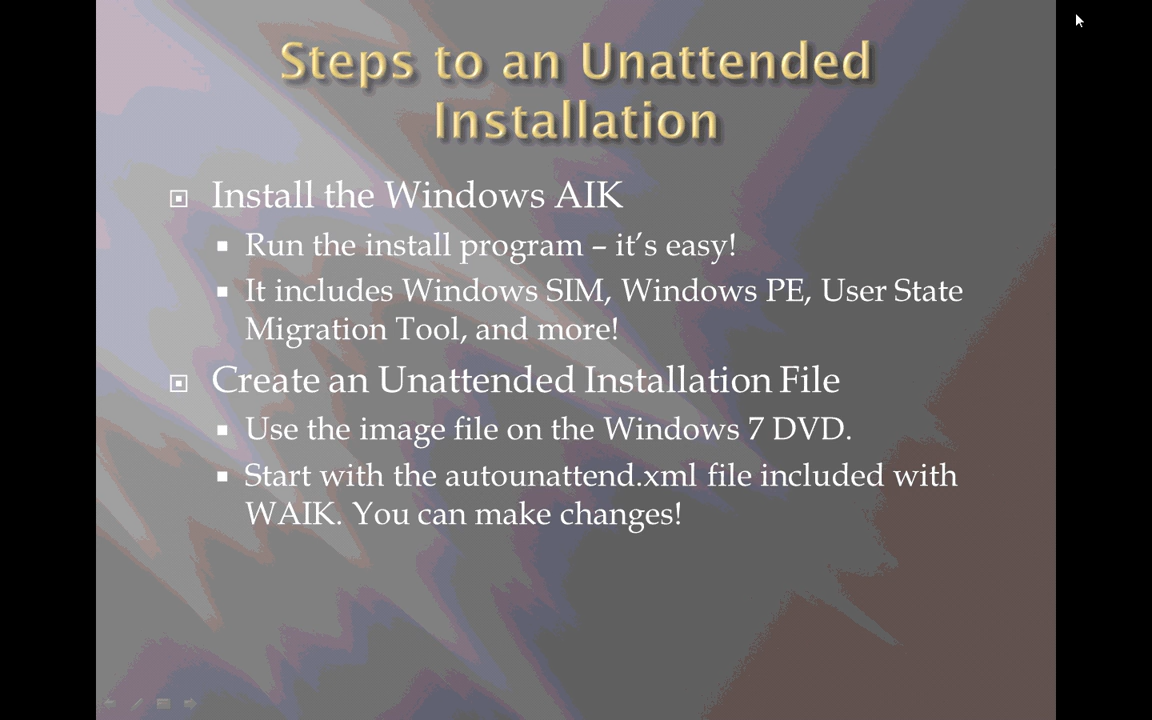 Steps to an Unattended
Installation
Install the Windows AIK
Run the install program – it’s easy!
It includes Windows SIM, Windows PE, User State
Migration Tool, and more!
Create an Unattended Installation File
Use the image file on the Windows 7 DVD.
Start with the autounattend.xml file included with
WAIK. You can make changes!